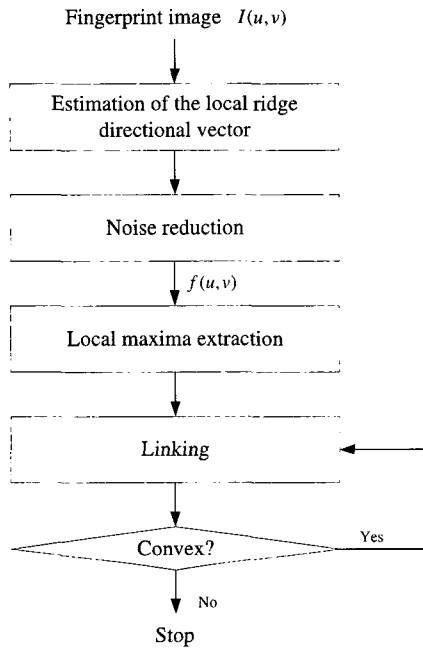 Fingerprint image I(u,v)
Estimation of the local ridge
directional vector
Noise reduction
f(u,v)
Local maxima extraction
Linking
Convex?
Yes
No
Stop